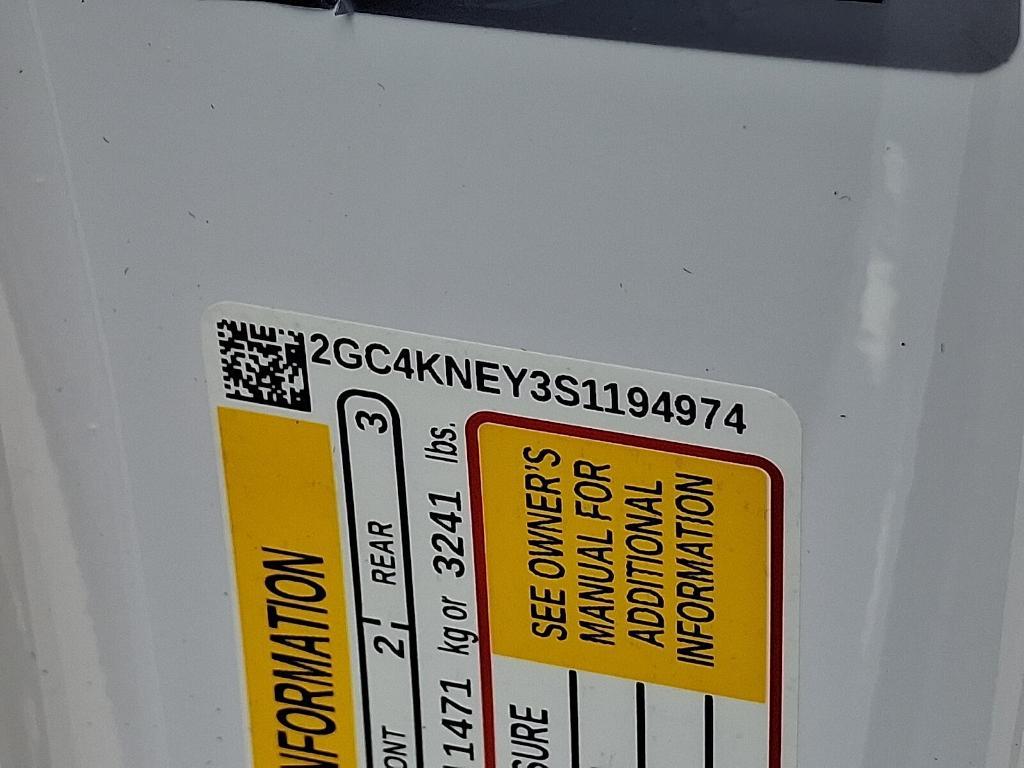 2GC4KNEY3S1194974
INFORMATION
2 REAR 3
1471 kg or 3241 lbs.
SEE OWNER'S
MANUAL FOR
ADDITIONAL
INFORMATION